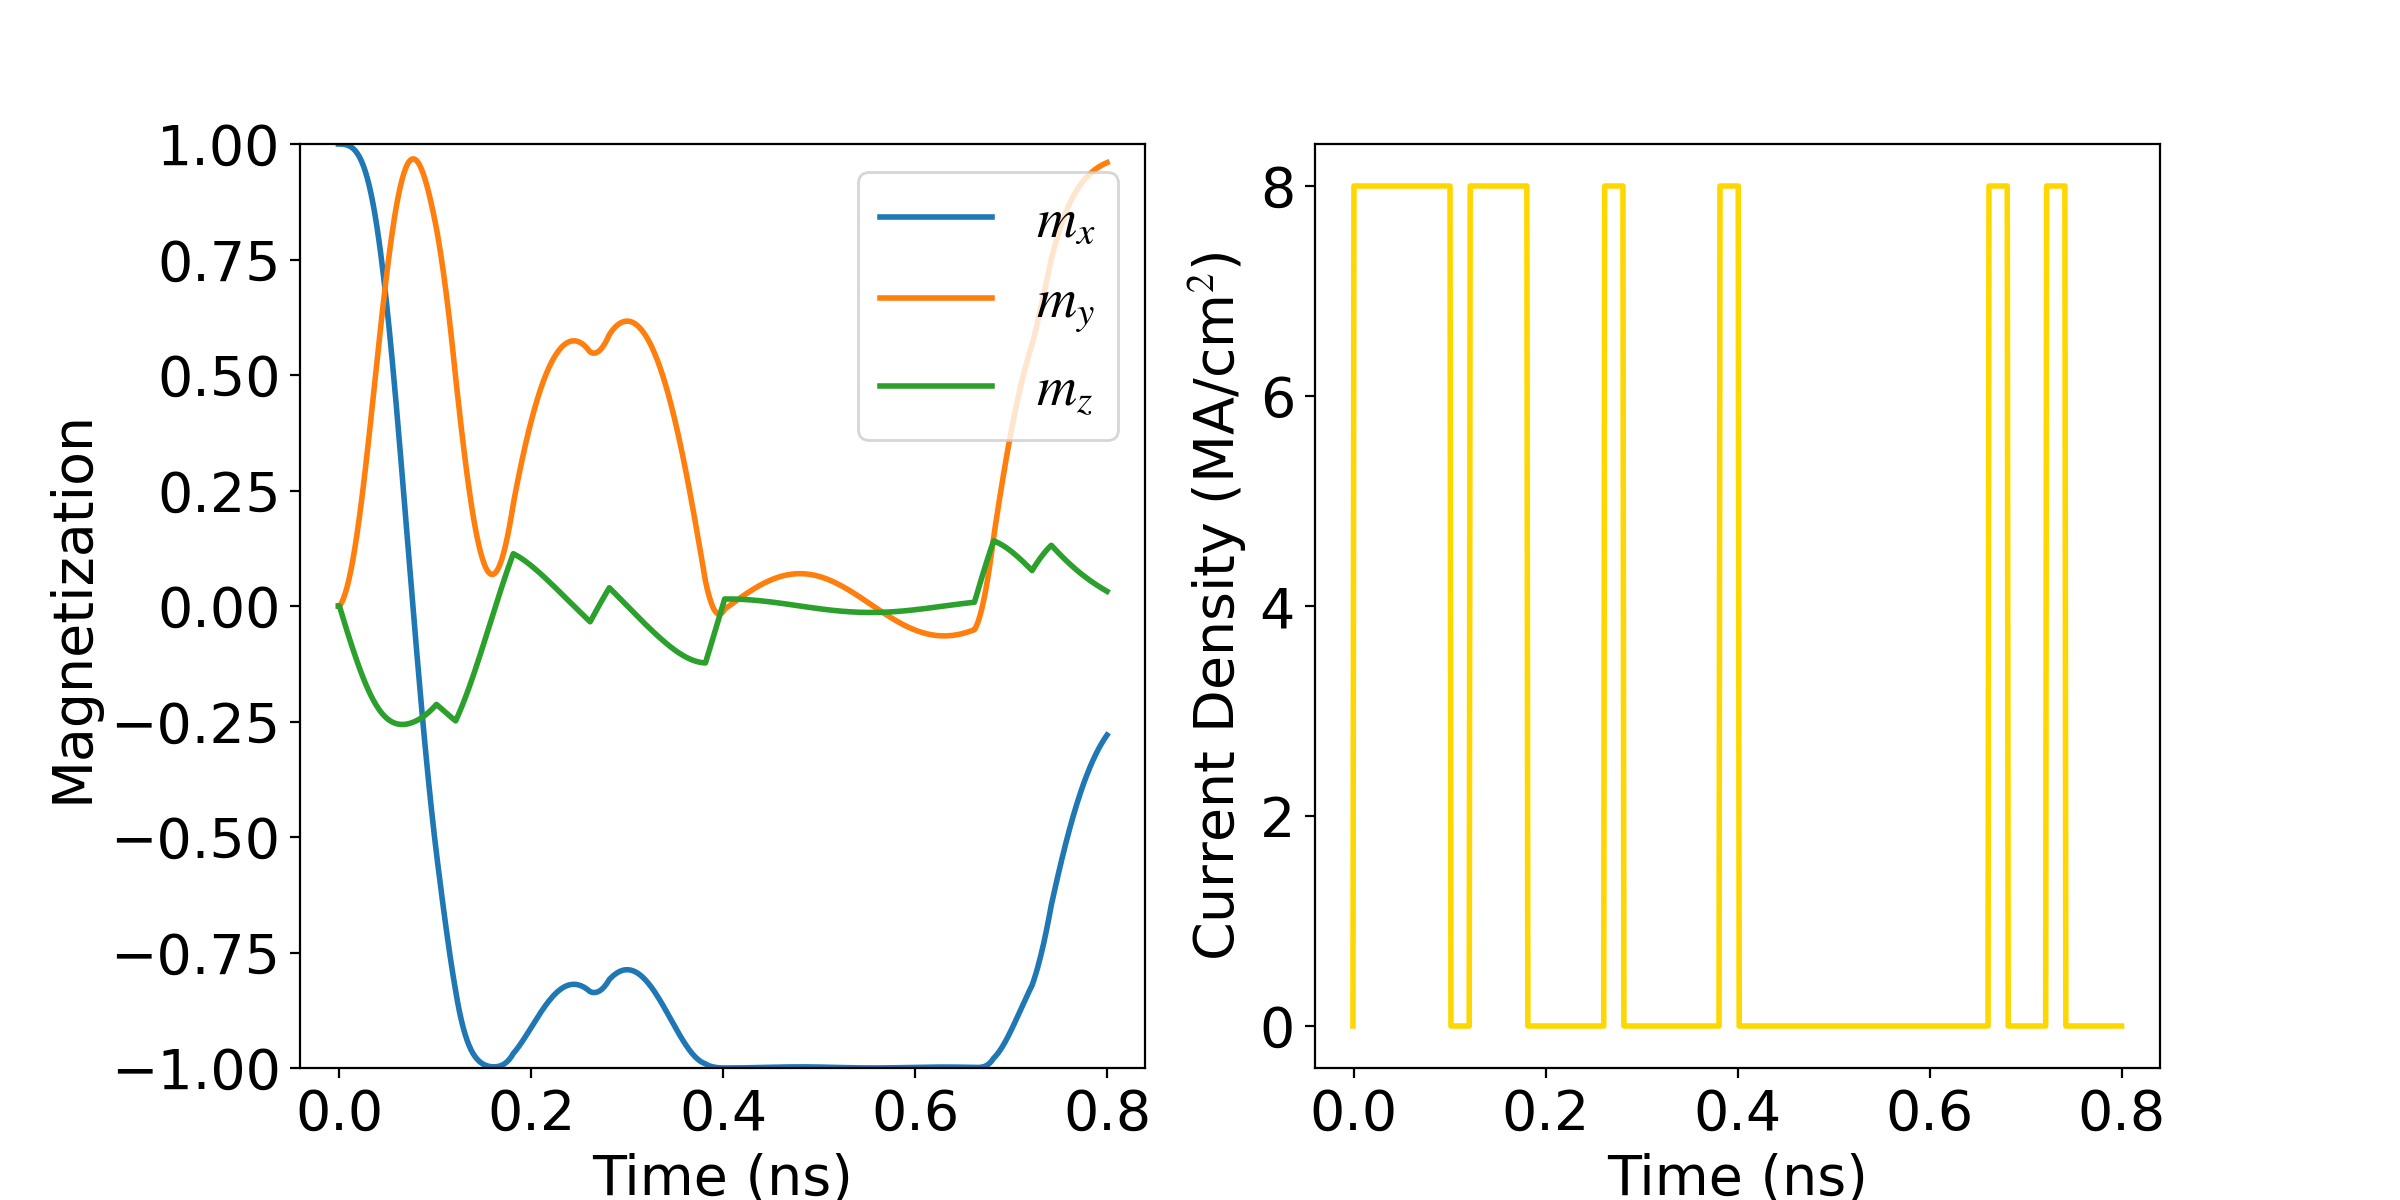 Magnetization
1.00
0.75
0.50
0.25
0.00
−0.25
−0.50
−0.75
−1.00
0.0 0.2 0.4 0.6 0.8
Time (ns)
m_x
m_y
m_z
Current Density (MA/cm²)
8
6
4
2
0
0.0 0.2 0.4 0.6 0.8
Time (ns)